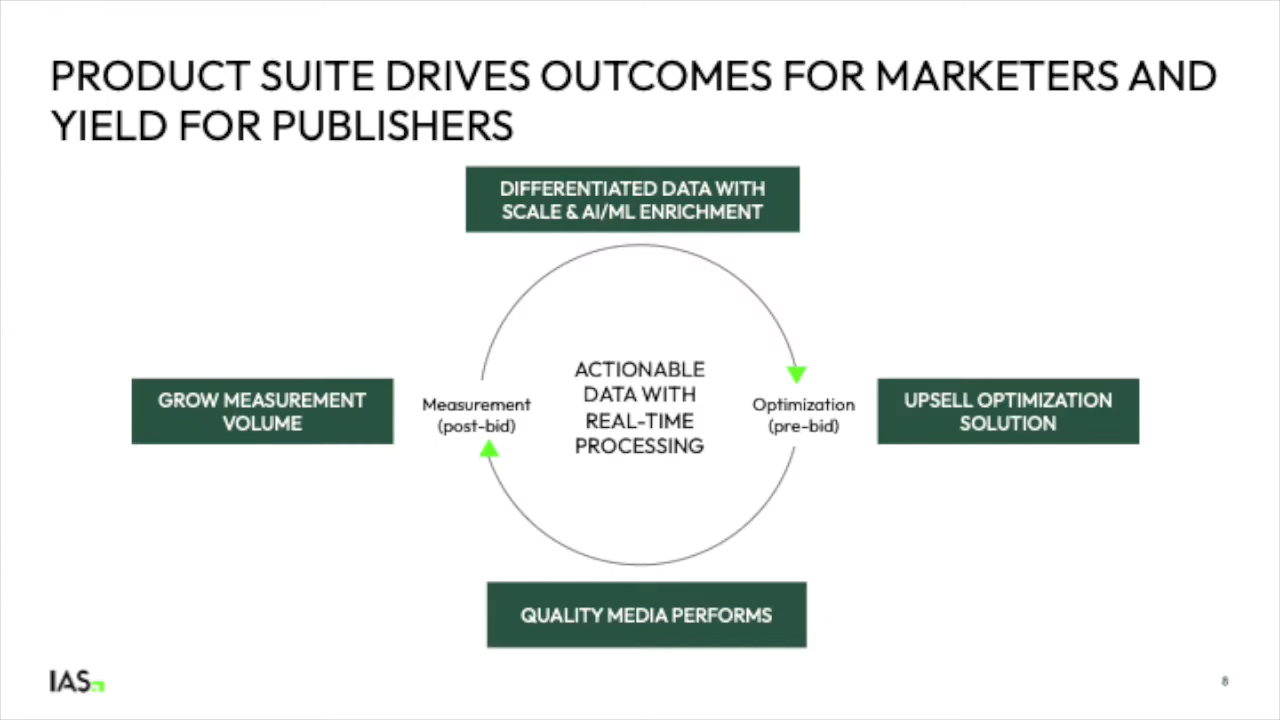 PRODUCT SUITE DRIVES OUTCOMES FOR MARKETERS AND
YIELD FOR PUBLISHERS
DIFFERENTIATED DATA WITH
SCALE & AI/ML ENRICHMENT
GROW MEASUREMENT
VOLUME
Measurement
(post-bid)
ACTIONABLE
DATA WITH
REAL-TIME
PROCESSING
Optimization
(pre-bid)
UPSELL OPTIMIZATION
SOLUTION
QUALITY MEDIA PERFORMS
IAS
8